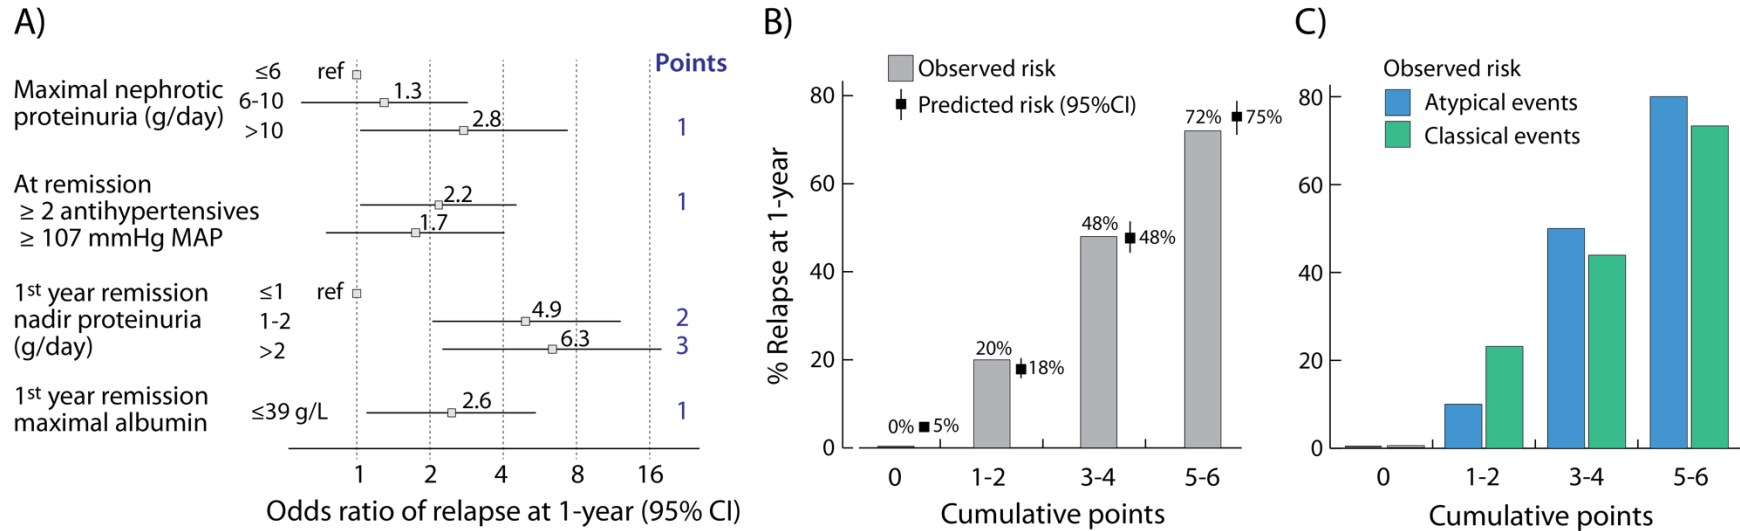 A)
Points
Maximal nephrotic
proteinuria (g/day)
≤6
ref
6-10
1.3
>10
2.8
1
At remission
≥ 2 antihypertensives
2.2
1
≥ 107 mmHg MAP
1.7
1st year remission
nadir proteinuria
(g/day)
≤1
ref
1-2
4.9
2
>2
6.3
3
1st year remission
maximal albumin
≤39 g/L
2.6
1
1
2
4
8
16
Odds ratio of relapse at 1-year (95% CI)
B)
Observed risk
Predicted risk (95%CI)
% Relapse at 1-year
80
60
40
20
0
0%
5%
20%
18%
48%
48%
72%
75%
0
1-2
3-4
5-6
Cumulative points
C)
Observed risk
Atypical events
Classical events
80
60
40
20
0
0
1-2
3-4
5-6
Cumulative points